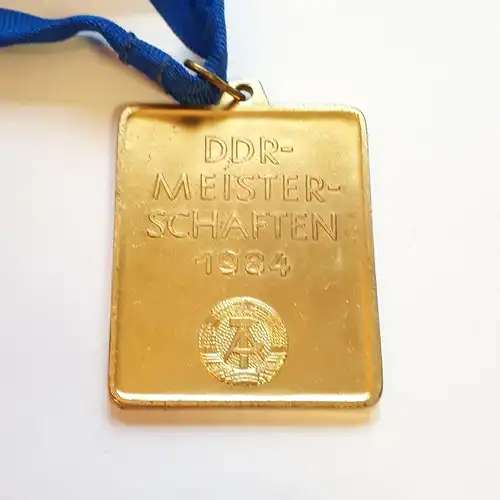 DDR-
MEISTER-
SCHAFTEN
1984